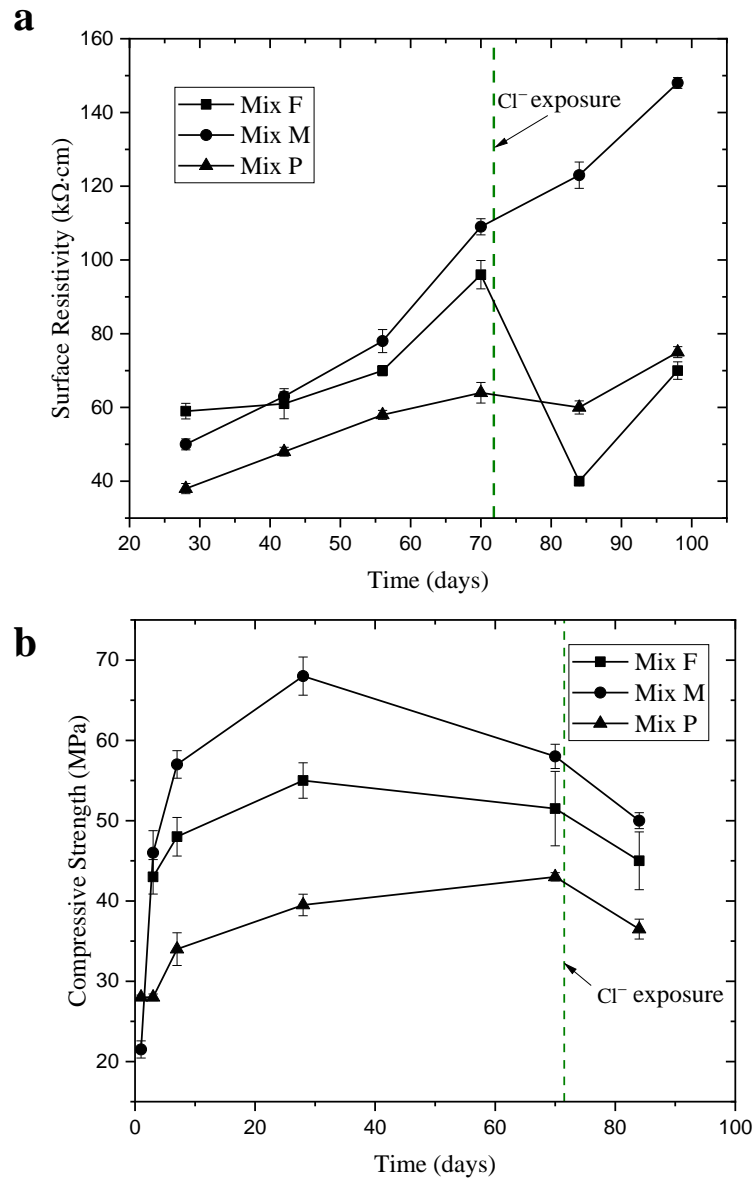 a
160
140
120
100
80
60
40
Surface Resistivity (kΩ·cm)
Mix F
Mix M
Mix P
Cl⁻ exposure
20 30 40 50 60 70 80 90 100
Time (days)
b
70
60
50
40
30
20
Compressive Strength (MPa)
Mix F
Mix M
Mix P
Cl⁻ exposure
0 20 40 60 80 100
Time (days)